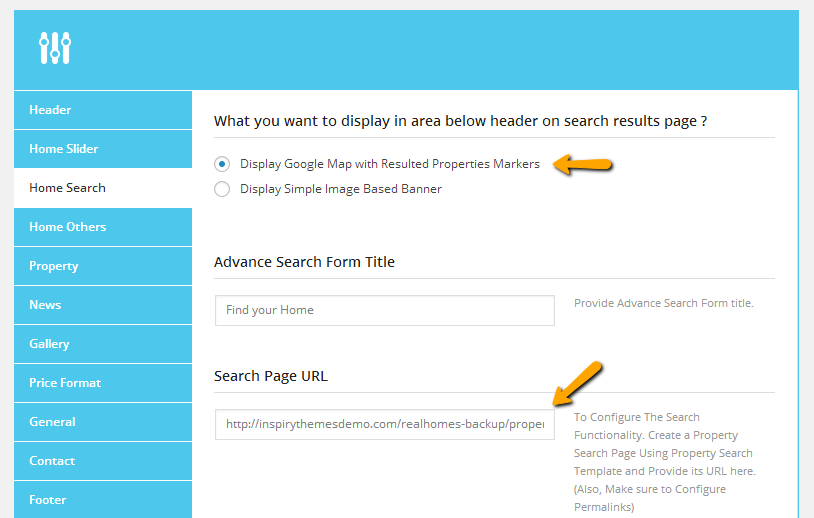 Header
Home Slider
Home Search
Home Others
Property
News
Gallery
Price Format
General
Contact
Footer
What you want to display in area below header on search results page ?
Display Google Map with Resulted Properties Markers
Display Simple Image Based Banner
Advance Search Form Title
Find your Home
Provide Advance Search Form title.
Search Page URL
http://inspirythemesdemo.com/realhomes-backup/proper
To Configure The Search
Functionality. Create a Property
Search Page Using Property Search
Template and Provide its URL here.
(Also, Make sure to Configure
Permalinks)